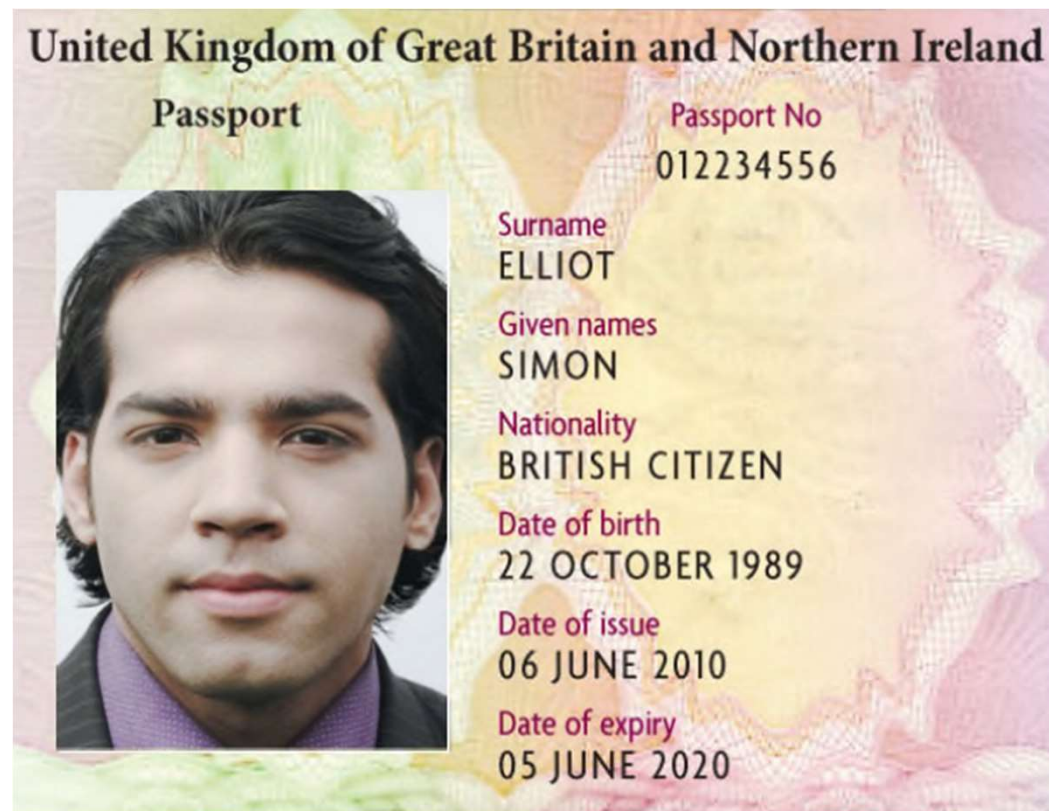 United Kingdom of Great Britain and Northern Ireland
Passport
Passport No
012234556
Surname
ELLIOT
Given names
SIMON
Nationality
BRITISH CITIZEN
Date of birth
22 OCTOBER 1989
Date of issue
06 JUNE 2010
Date of expiry
05 JUNE 2020